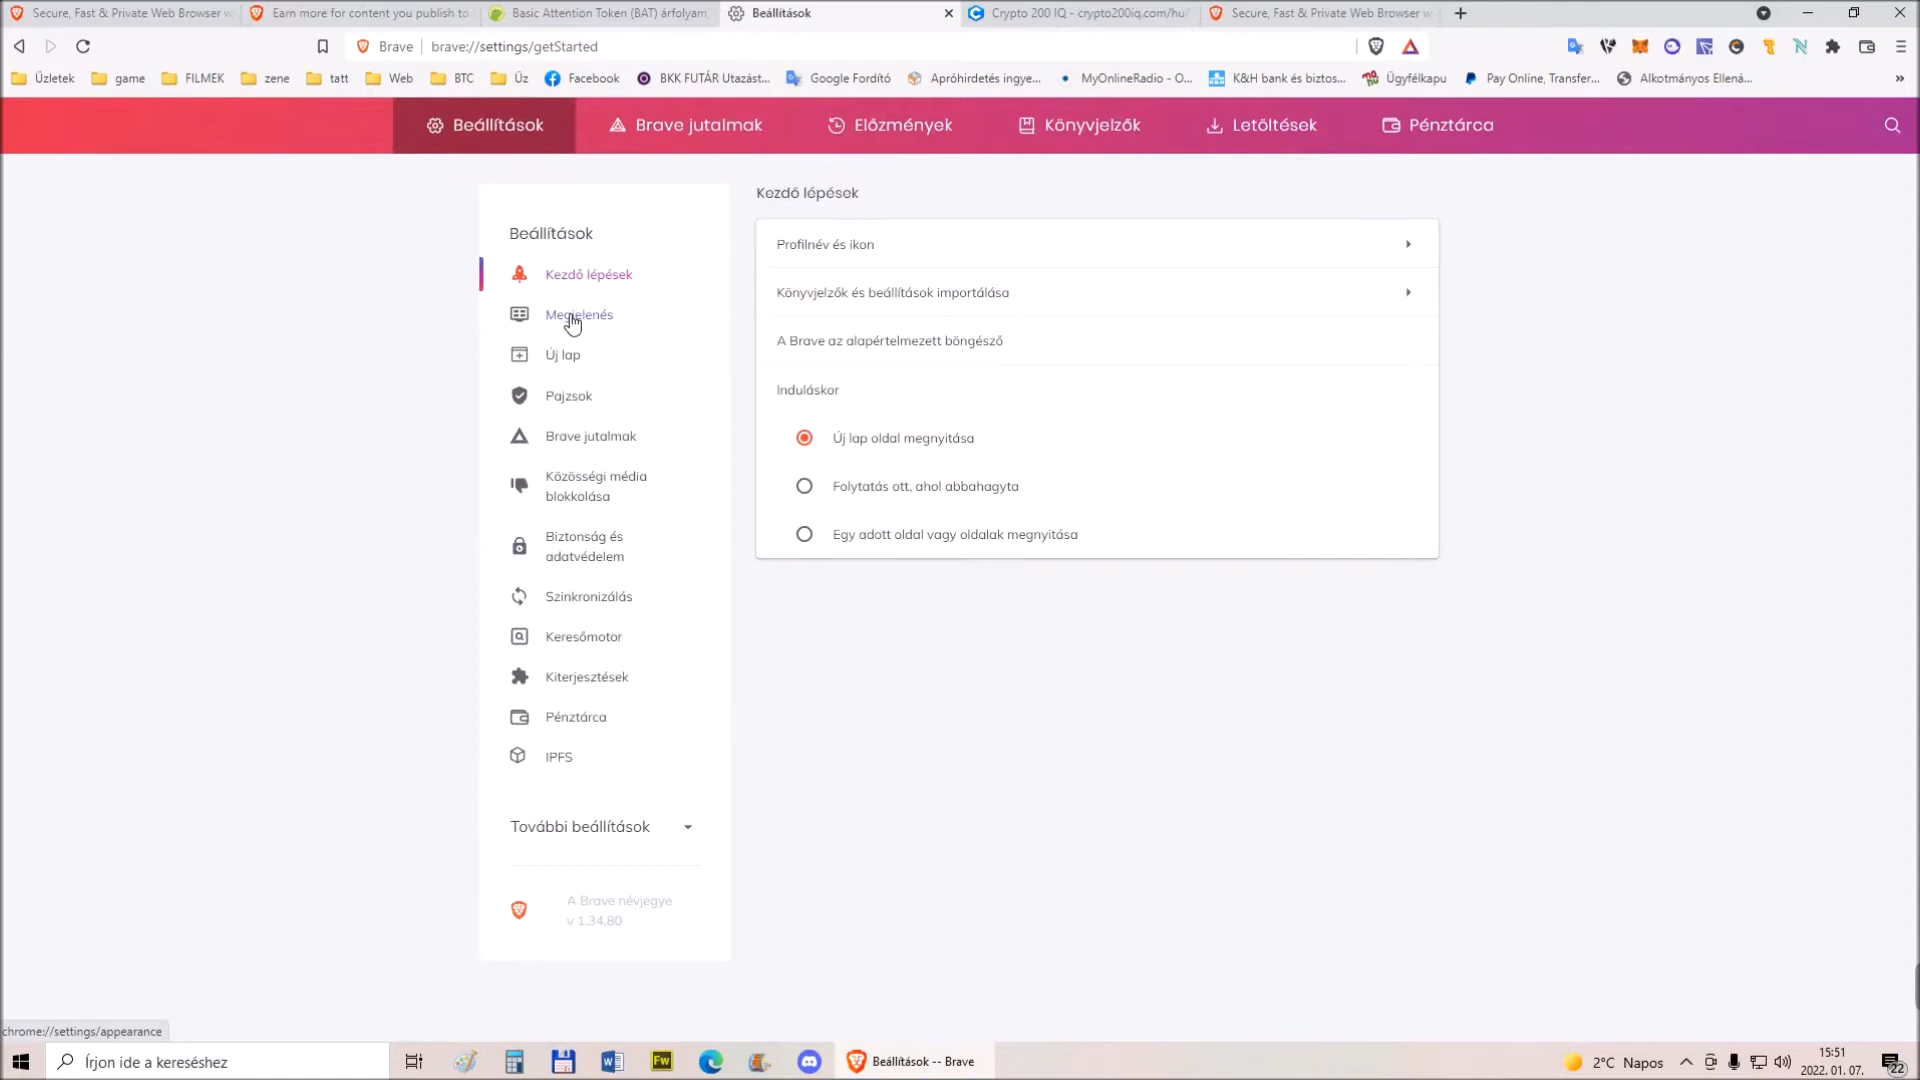 Secure, Fast & Private Web Browser w
Earn more for content you publish to
Basic Attention Token (BAT) árfolyam,
Beállítások
Crypto 200 IQ - crypto200iq.com/hu/
Secure, Fast & Private Web Browser w
Brave
brave://settings/getStarted
Üzletek
game
FILMEK
zene
tatt
Web
BTC
Űz
Facebook
BKK FUTÁR Utazást...
Google Fordító
Apróhirdetés ingye...
MyOnlineRadio - O...
K&H bank és biztos...
Ügyfélkapu
Pay Online, Transfer...
Alkotmányos Ellená...
»
Beállítások
Brave jutalmak
Előzmények
Könyvjelzők
Letöltések
Pénztárca
Beállítások
Kezdő lépések
Megjelenés
Új lap
Pajzsok
Brave jutalmak
Közösségi média
blokkolása
Biztonság és
adatvédelem
Szinkronizálás
Keresőmotor
Kiterjesztések
Pénztárca
IPFS
További beállítások
A Brave névjegye
v 1.34.80
Kezdő lépések
Profilnév és ikon
Könyvjelzők és beállítások importálása
A Brave az alapértelmezett böngésző
Induláskor
Új lap oldal megnyitása
Folytatás ott, ahol abbahagyta
Egy adott oldal vagy oldalak megnyitása
chrome://settings/appearance
Írjon ide a kereséshez
Fw
Beállítások -- Brave
2°C Napos
15:51
2022. 01. 07.
22